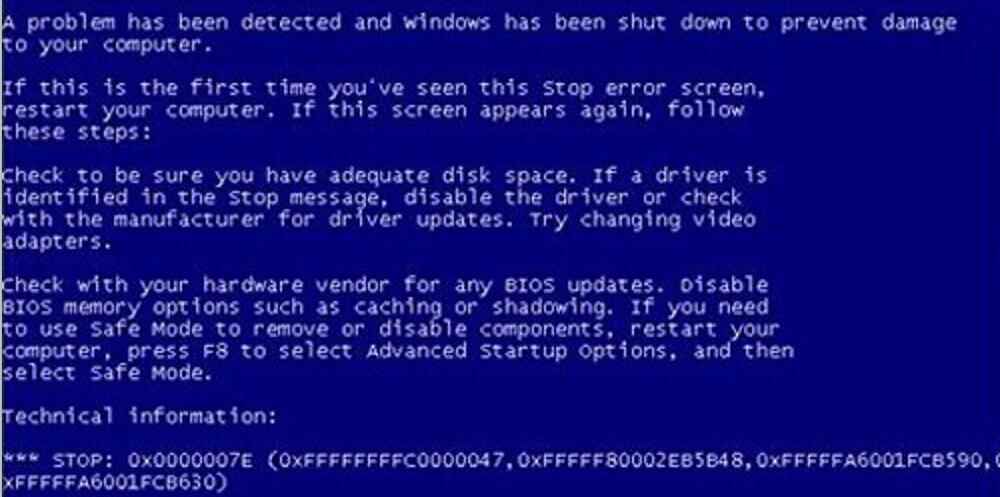 A problem has been detected and Windows has been shut down to prevent damage
to your computer.
If this is the first time you've seen this Stop error screen,
restart your computer. If this screen appears again, follow
these steps:
Check to be sure you have adequate disk space. If a driver is
identified in the Stop message, disable the driver or check
with the manufacturer for driver updates. Try changing video
adapters.
Check with your hardware vendor for any BIOS updates. Disable
BIOS memory options such as caching or shadowing. If you need
to use Safe Mode to remove or disable components, restart your
computer, press F8 to select Advanced Startup Options, and then
select Safe Mode.
Technical information:
*** STOP: 0x0000007E (0xFFFFFFFFC0000047,0xFFFFF80002EB5B48,0xFFFFFA6001FCB590,0
xFFFFFA6001FCB630)